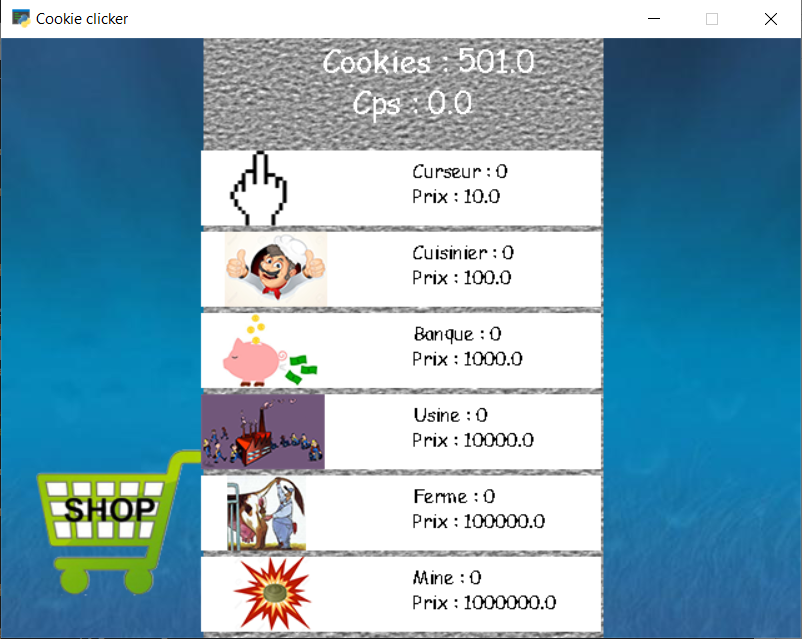 Cookie clicker
Cookies : 501.0
Cps : 0.0
Curseur : 0
Prix : 10.0
Cuisinier : 0
Prix : 100.0
Banque : 0
Prix : 1000.0
Usine : 0
Prix : 10000.0
Ferme : 0
Prix : 100000.0
SHOP
Mine : 0
Prix : 1000000.0